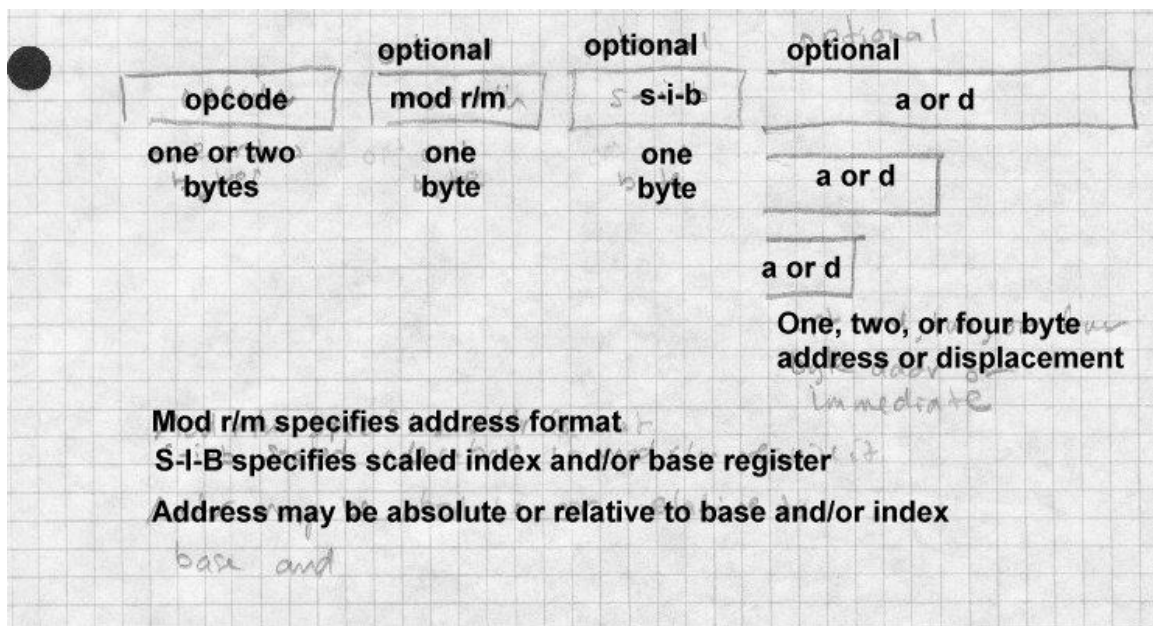 optional optional optional
opcode mod r/m s-i-b a or d
one or two one one
bytes byte byte
a or d
a or d
One, two, or four byte
address or displacement
immediate
Mod r/m specifies address format
S-I-B specifies scaled index and/or base register
Address may be absolute or relative to base and/or index
base and